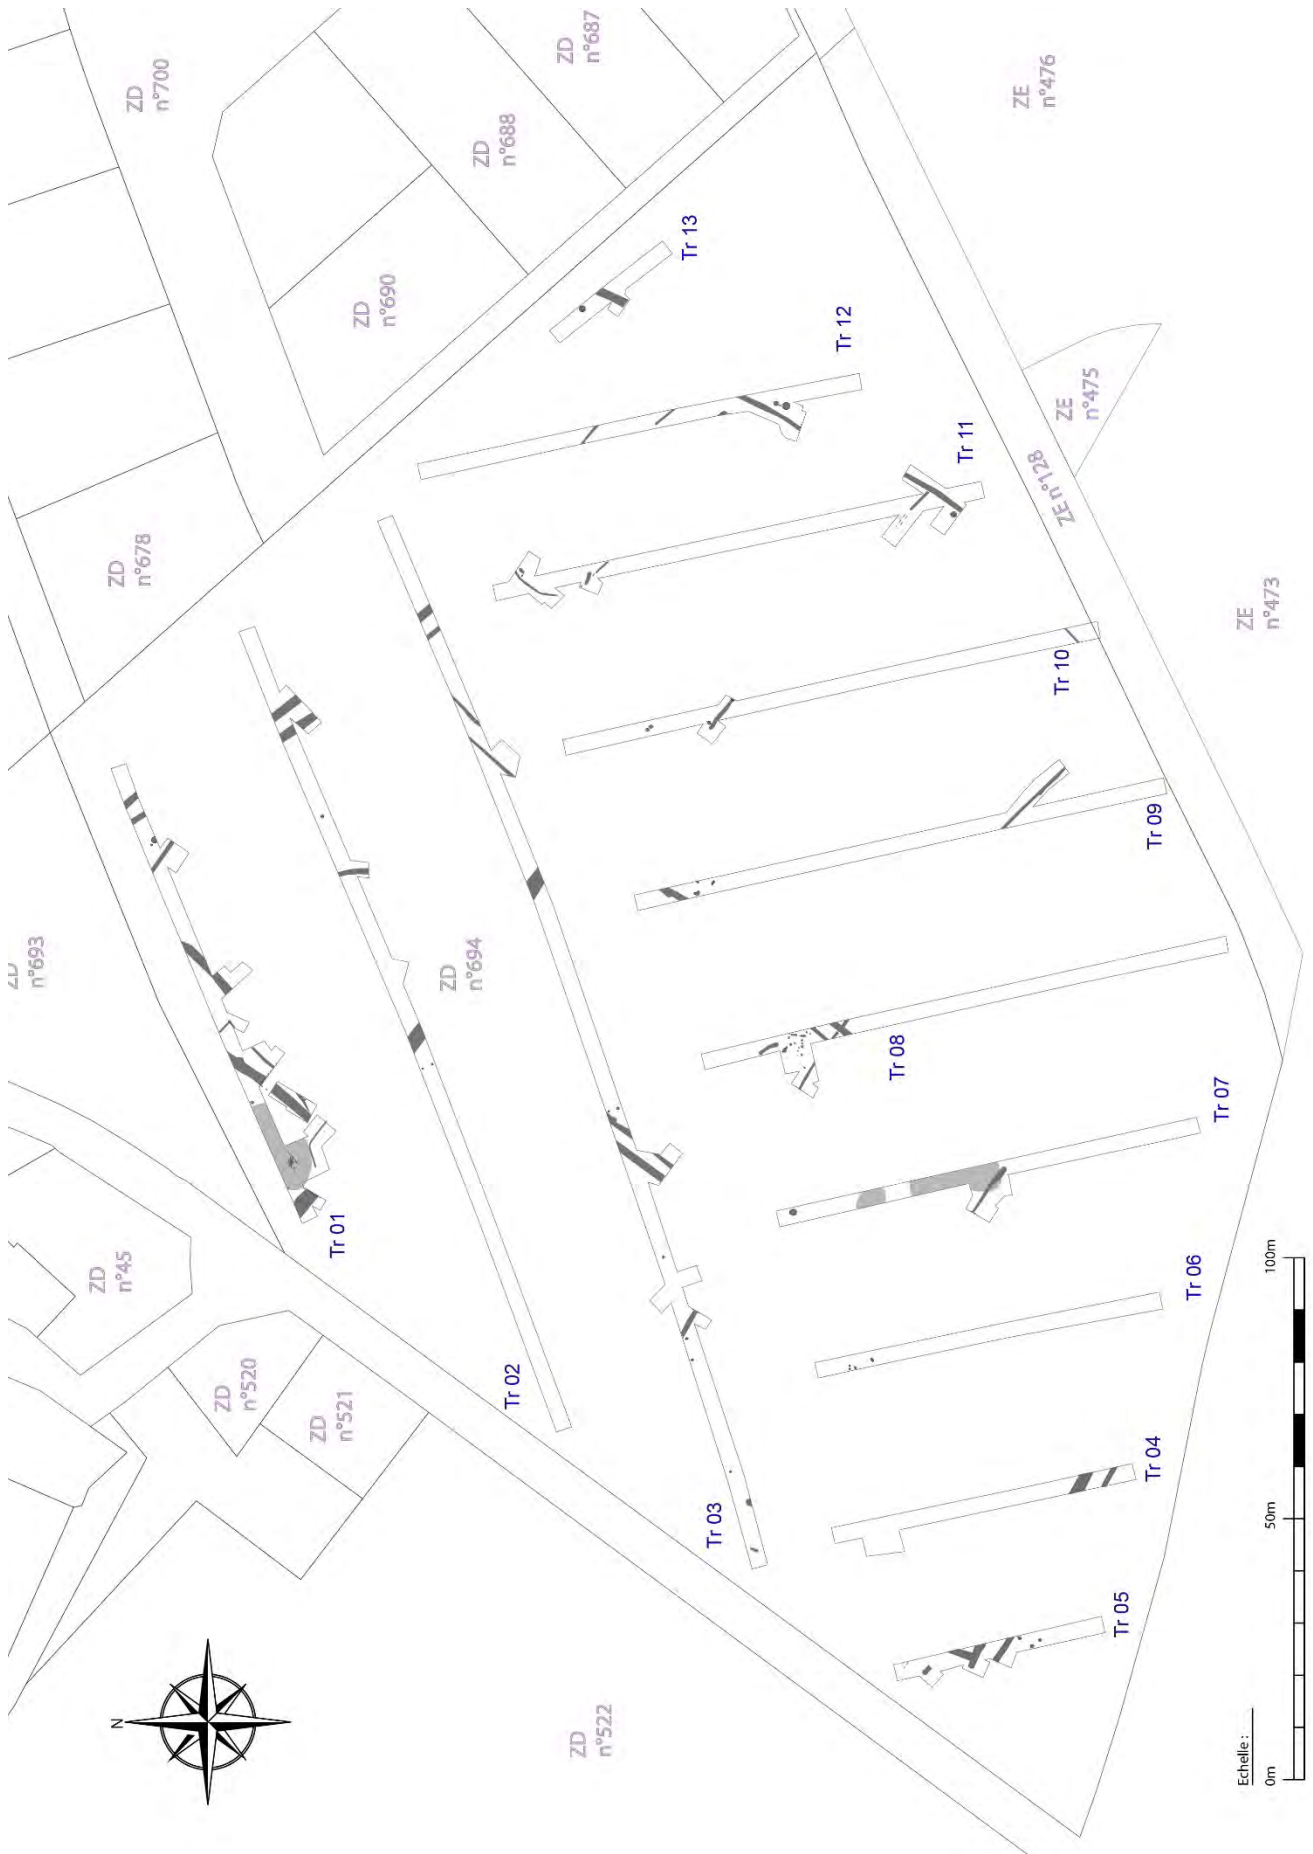 ZD
n°700
ZD
n°687
ZD
n°688
ZE
n°476
ZD
n°690
Tr 13
ZD
n°678
Tr 12
ZE
n°475
Tr 11
ZE n°128
ZE
n°473
Tr 10
Tr 09
ZD
n°693
ZD
n°694
Tr 08
Tr 07
Tr 01
ZD
n°45
Tr 06
ZD
n°520
ZD
n°521
Tr 02
Tr 04
Tr 03
Tr 05
N
ZD
n°522
Echelle :
0m
50m
100m